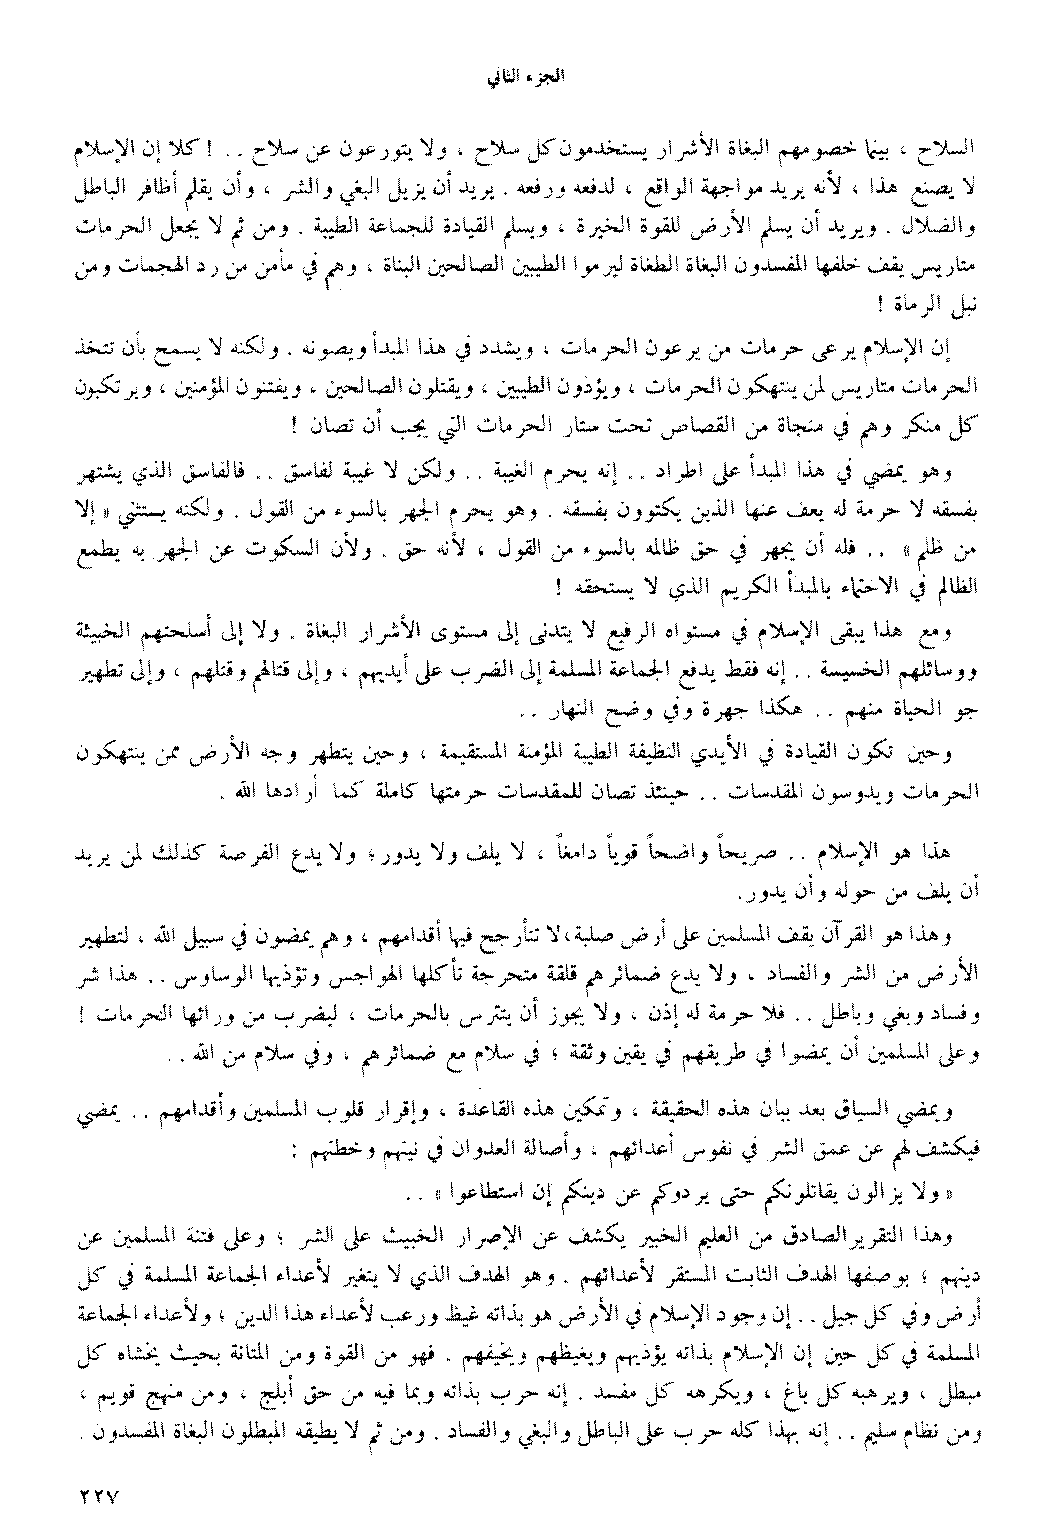 الجزء الثاني
السلاح ، بينما خصومهم البغاة الأشرار يستخدمون كل سلاح ، ولا يتورعون عن سلاح .. ! كلا إن الإسلام
لا يصنع هذا ، لأنه يريد مواجهة الواقع ، لدفعه ورفعه . يريد أن يزيل البغي والشر ، وأن يقلم أظافر الباطل
والضلال . ويريد أن يسلم الأرض للقوة الخيرة ، ويسلم القيادة للجماعة الطيبة . ومن ثم لا يجعل الحرمات
متاريس يقف خلفها المفسدون البغاة الطغاة ليرموا الطيبين الصالحين البناة ، وهم في مأمن من رد الهجمات ومن
نبل الرماة !
إن الإسلام يرعى حرمات من يرعون الحرمات ، ويشدد في هذا المبدأ ويصونه . ولكنه لا يسمح بأن تتخذ
الحرمات متاريس لمن ينتهكون الحرمات ، ويؤذون الطيبين ، ويقتلون الصالحين ، ويفتنون المؤمنين ، ويرتكبون
كل منكر وهم في منجاة من القصاص تحت ستار الحرمات التي يجب أن تصان !
وهو يمضي في هذا المبدأ على اطراد .. إنه يحرم الغيبة .. ولكن لا غيبة لفاسق .. فالفاسق الذي يشتهر
بفسقه لا حرمة له يعف عنها الذين يكتوون بفسقه . وهو يحرم الجهر بالسوء من القول . ولكنه يستثني « إلا
من ظلم » .. فله أن يجهر في حق ظالمه بالسوء من القول ، لأنه حق . ولأن السكوت عن الجهر به يطمع
الظالم في الاحتماء بالمبدأ الكريم الذي لا يستحقه !
ومع هذا يبقى الإسلام في مستواه الرفيع لا يتدنى إلى مستوى الأشرار البغاة . ولا إلى أسلحتهم الخبيثة
ووسائلهم الخسيسة .. إنه فقط يدفع الجماعة المسلمة إلى الضرب على أيديهم ، وإلى قتالهم وقتلهم ، وإلى تطهير
جو الحياة منهم .. هكذا جهرة وفي وضح النهار ..
وحين تكون القيادة في الأيدي النظيفة الطيبة المؤمنة المستقيمة ، وحين يتطهر وجه الأرض ممن ينتهكون
الحرمات ويدوسون المقدسات .. حينئذ تصان للمقدسات حرمتها كاملة كما أرادها الله .
هذا هو الإسلام .. صريحاً واضحاً قوياً دامغاً ، لا يلف ولا يدور؛ ولا يدع الفرصة كذلك لمن يريد
أن يلف من حوله وأن يدور.
وهذا هو القرآن يقف المسلمين على أرض صلبة،لا تتأرجح فيها أقدامهم ، وهم يمضون في سبيل الله ، لتطهير
الأرض من الشر والفساد ، ولا يدع ضمائرهم قلقة متحرجة تأكلها الهواجس وتؤذيها الوساوس .. هذا شر
وفساد وبغي وباطل .. فلا حرمة له إذن ، ولا يجوز أن يتترس بالحرمات ، ليضرب من ورائها الحرمات !
وعلى المسلمين أن يمضوا في طريقهم في يقين وثقة ؛ في سلام مع ضمائرهم ، وفي سلام من الله ..
ويمضي السياق بعد بيان هذه الحقيقة ، وتمكين هذه القاعدة ، وإقرار قلوب المسلمين وأقدامهم .. يمضي
فيكشف لهم عن عمق الشر في نفوس أعدائهم ، وأصالة العدوان في نيتهم وخطتهم :
« ولا يزالون يقاتلونكم حتى يردوكم عن دينكم إن استطاعوا » ..
وهذا التقرير الصادق من العليم الخبير يكشف عن الإصرار الخبيث على الشر ؛ وعلى فتنة المسلمين عن
دينهم ؛ بوصفها الهدف الثابت المستقر لأعدائهم . وهو الهدف الذي لا يتغير لأعداء الجماعة المسلمة في كل
أرض وفي كل جيل .. إن وجود الإسلام في الأرض هو بذاته غيظ ورعب لأعداء هذا الدين ؛ ولأعداء الجماعة
المسلمة في كل حين إن الإسلام بذاته يؤذيهم ويغيظهم ويخيفهم . فهو من القوة ومن المتانة بحيث يخشاه كل
مبطل ، ويرهبه كل باغ ، ويكرهه كل مفسد . إنه حرب بذاته وبما فيه من حق أبلج ، ومن منهج قويم ،
ومن نظام سليم .. إنه بهذا كله حرب على الباطل والبغي والفساد . ومن ثم لا يطيقه المبطلون البغاة المفسدون .
٢٢٧